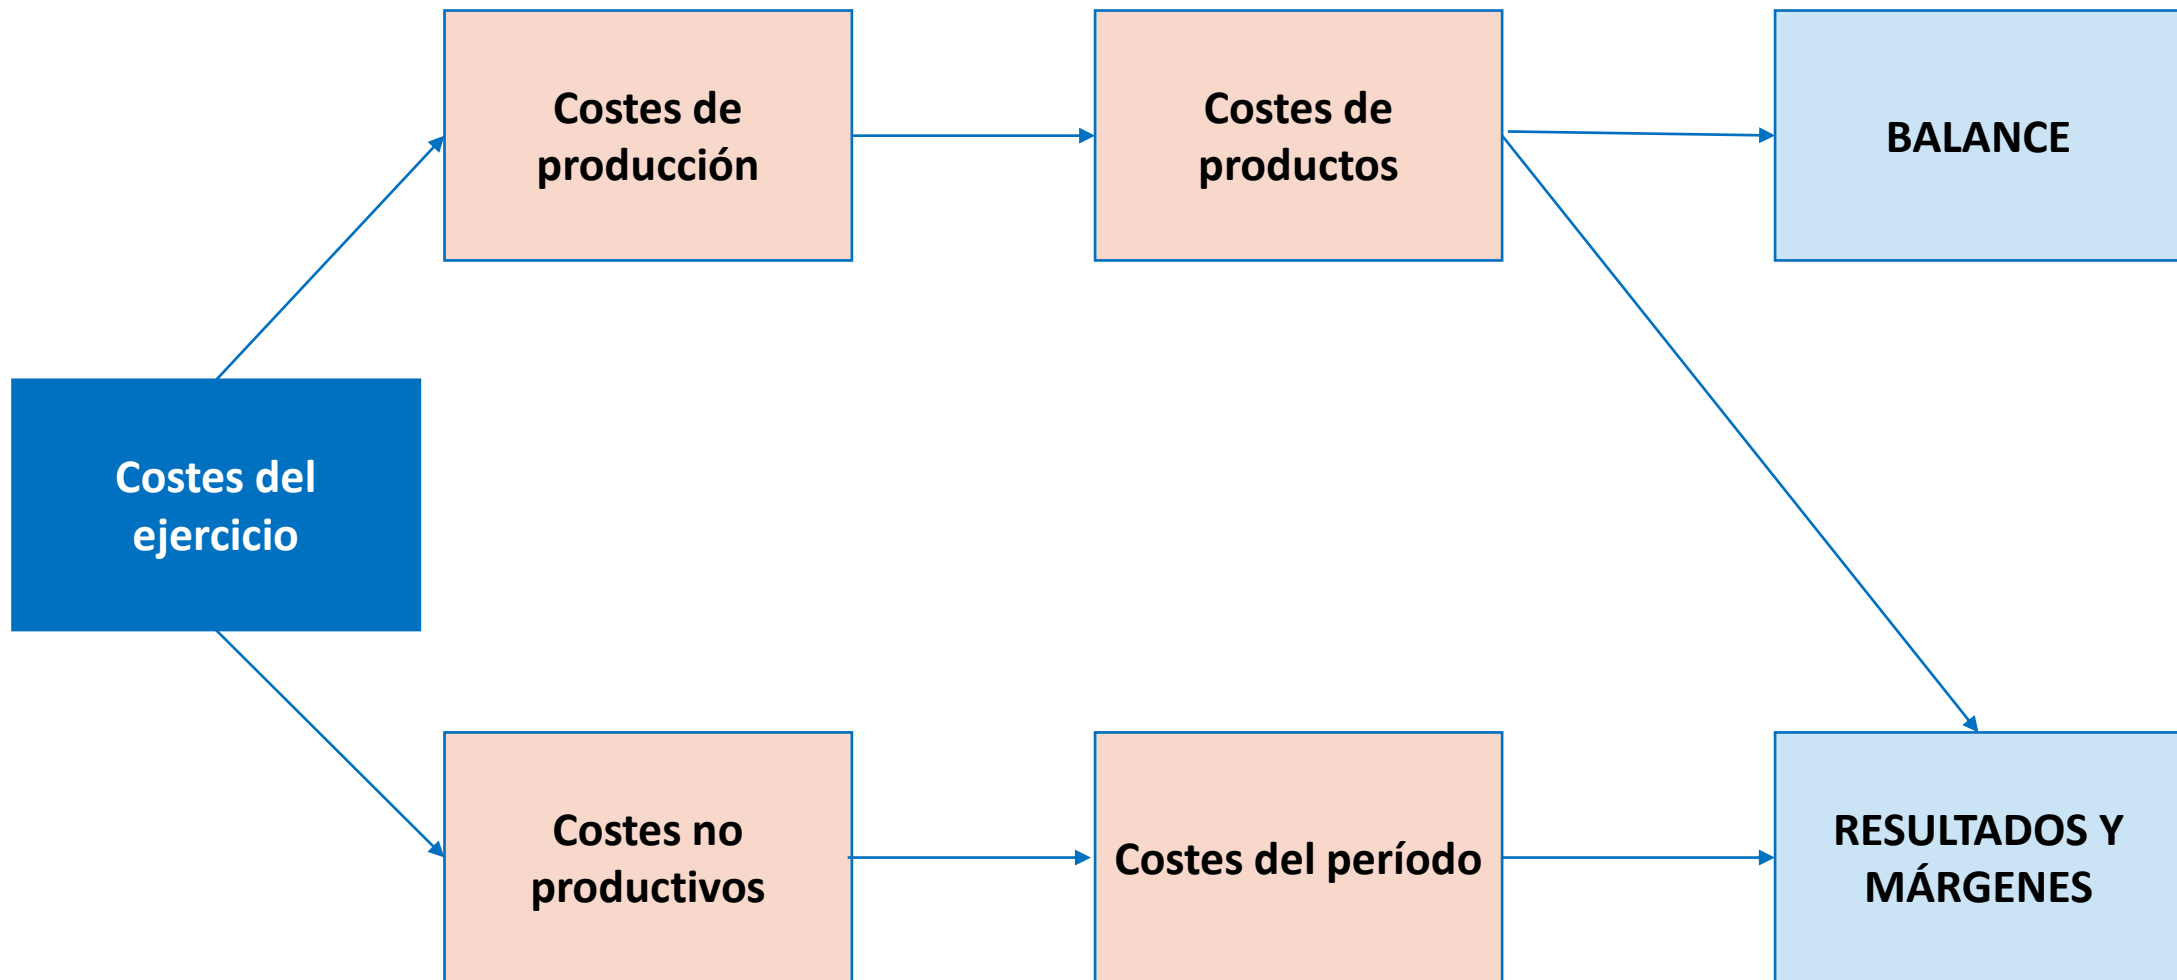 Costes de
producción
Costes de
productos
BALANCE
Costes del
ejercicio
Costes no
productivos
Costes del período
RESULTADOS Y
MÁRGENES